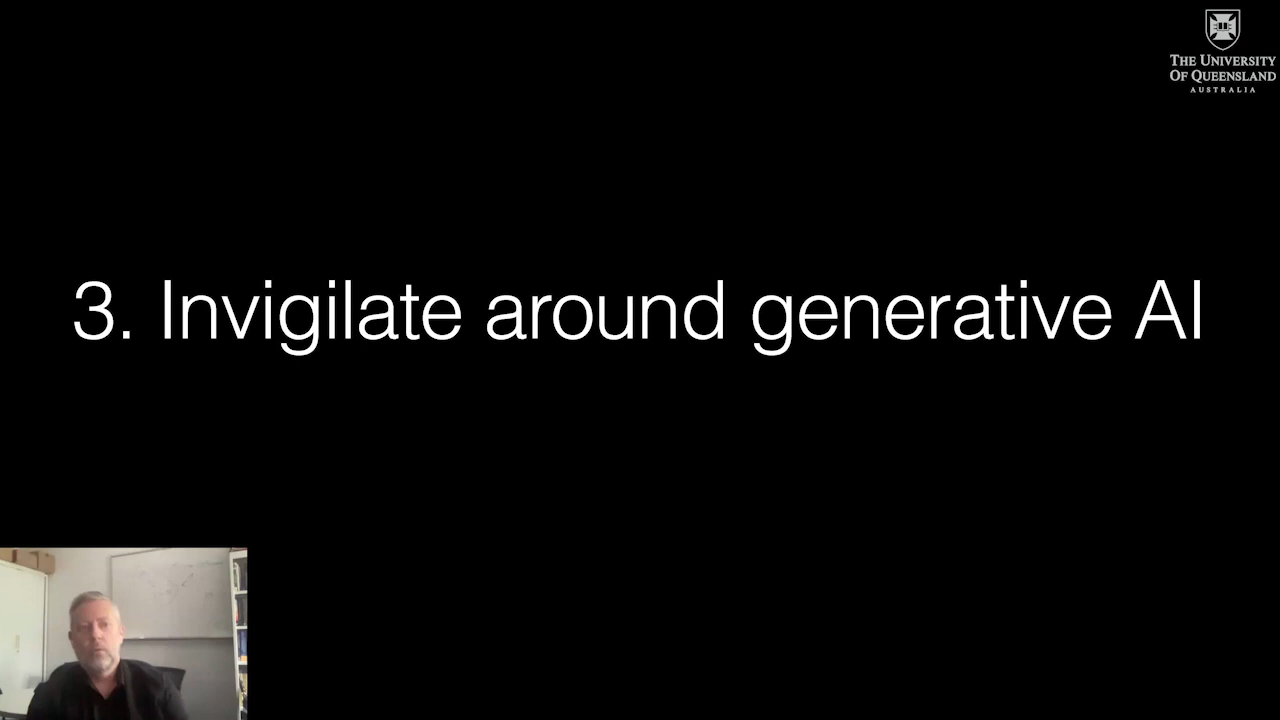 THE UNIVERSITY
OF QUEENSLAND
AUSTRALIA
3. Invigilate around generative AI